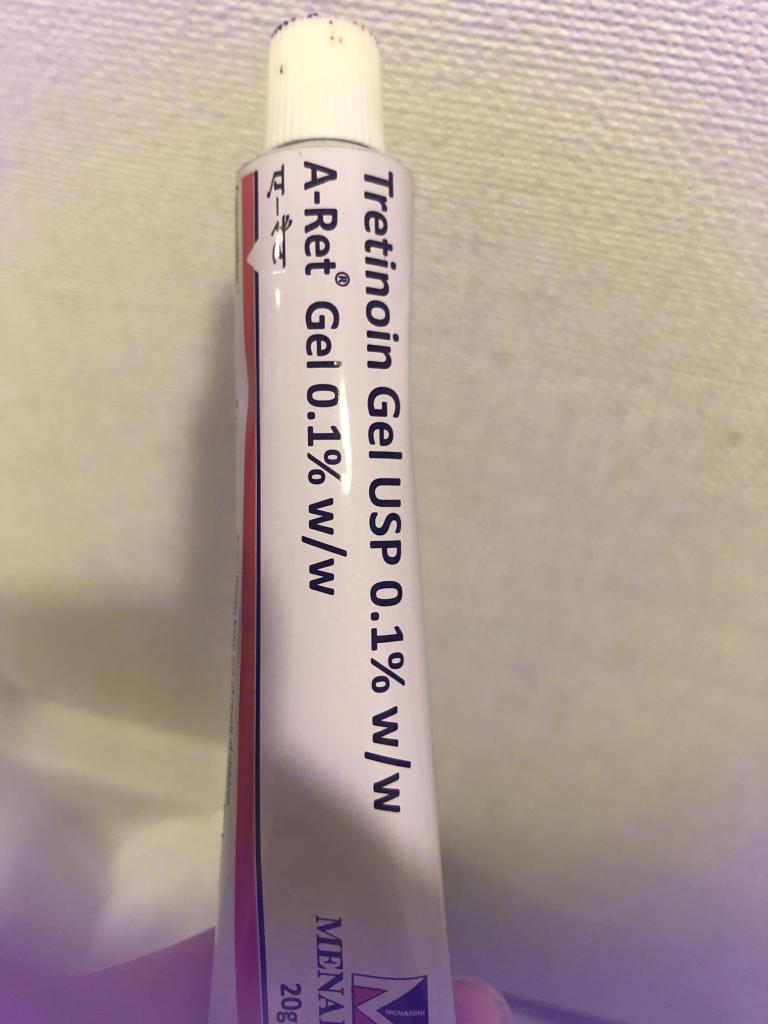 Tretinoin Gel USP 0.1% w/w
A-Ret® Gel 0.1% w/w
ए-रेट
MENARINI
20g